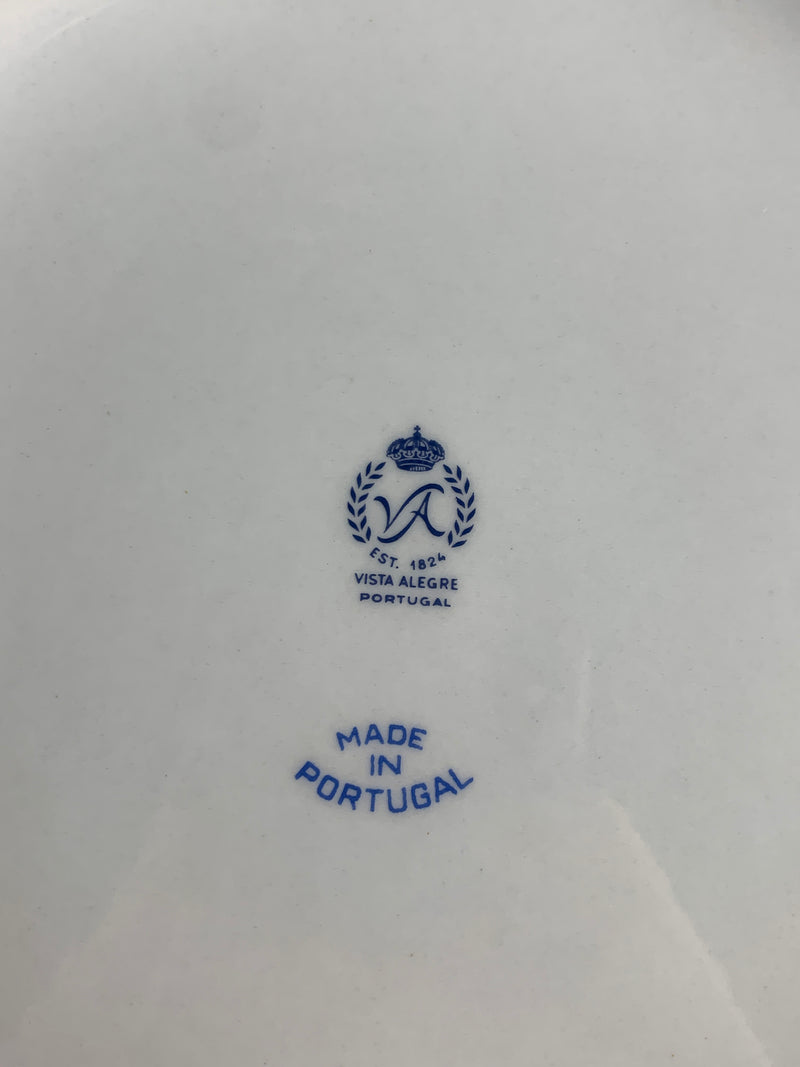 VA
EST. 1824
VISTA ALEGRE
PORTUGAL
MADE
IN
PORTUGAL